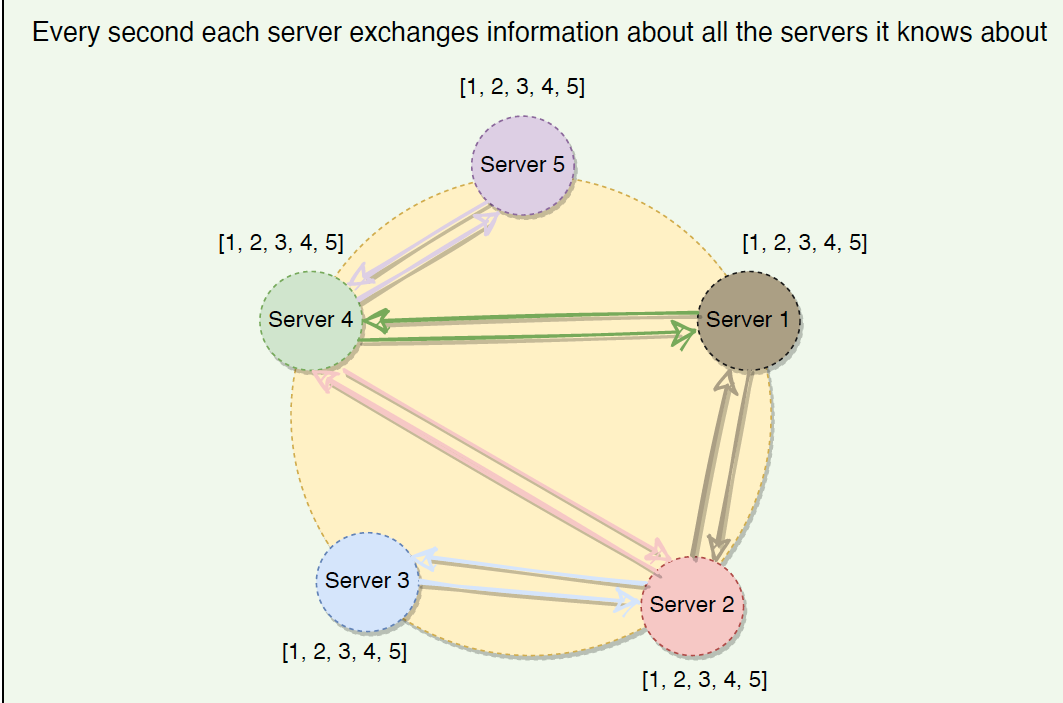 Every second each server exchanges information about all the servers it knows about
[1, 2, 3, 4, 5]
Server 5
[1, 2, 3, 4, 5]
[1, 2, 3, 4, 5]
Server 4
Server 1
Server 3
Server 2
[1, 2, 3, 4, 5]
[1, 2, 3, 4, 5]